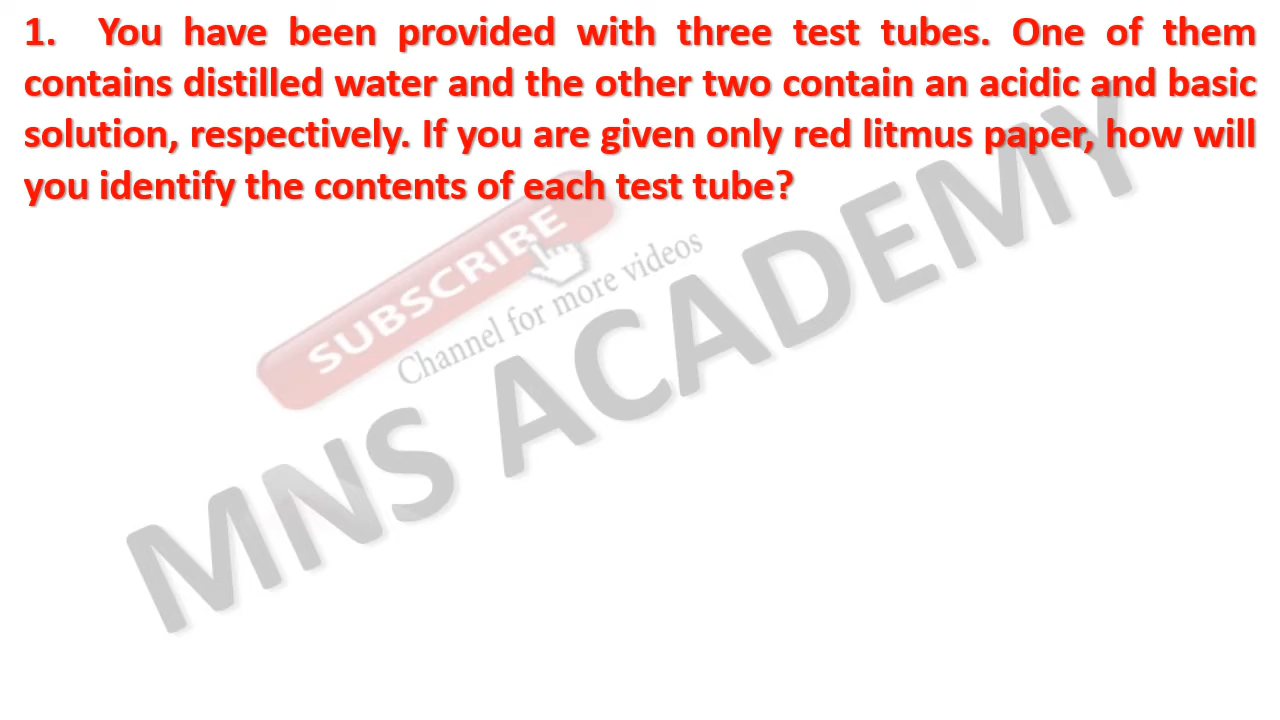 1. You have been provided with three test tubes. One of them
contains distilled water and the other two contain an acidic and basic
solution, respectively. If you are given only red litmus paper, how will
you identify the contents of each test tube?
SUBSCRIBE
Channel for more videos
MNS ACADEMY